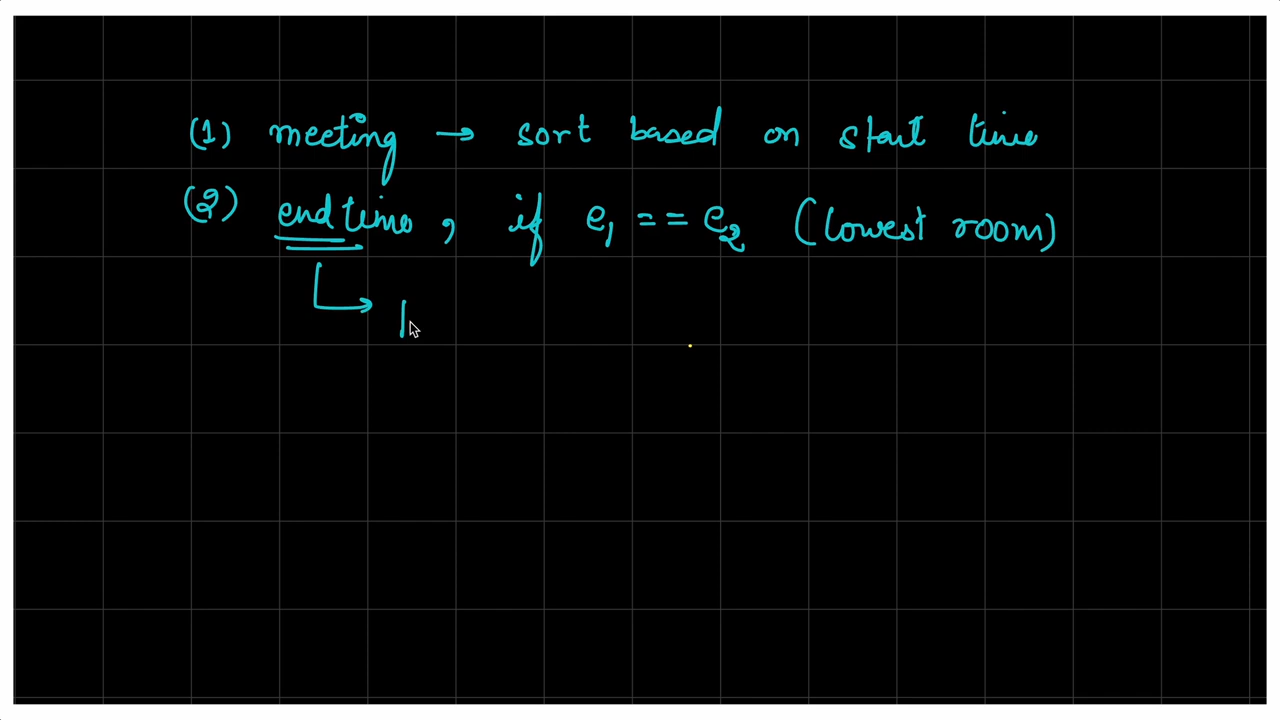 (1) meeting → sort based on start time
(2) endtime, if e₁ == e₂ (lowest room)